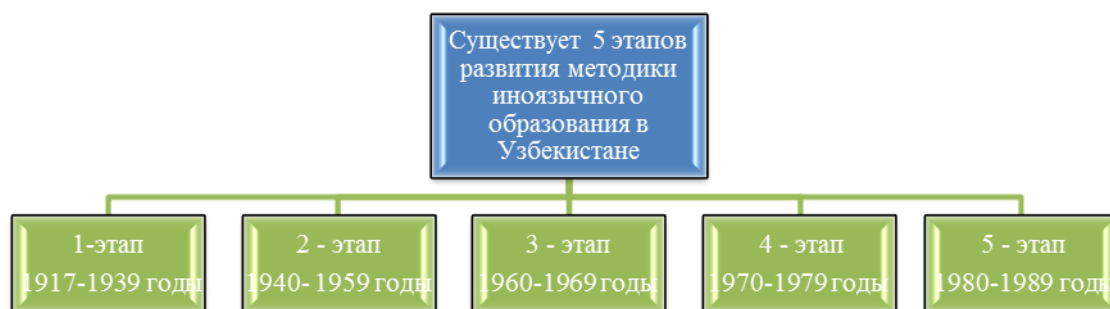 Существует 5 этапов
развития методики
иноязычного
образования в
Узбекистане
1-этап
1917-1939 годы
2 - этап
1940- 1959 годы
3 - этап
1960-1969 годы
4 - этап
1970-1979 годы
5 - этап
1980-1989 годы